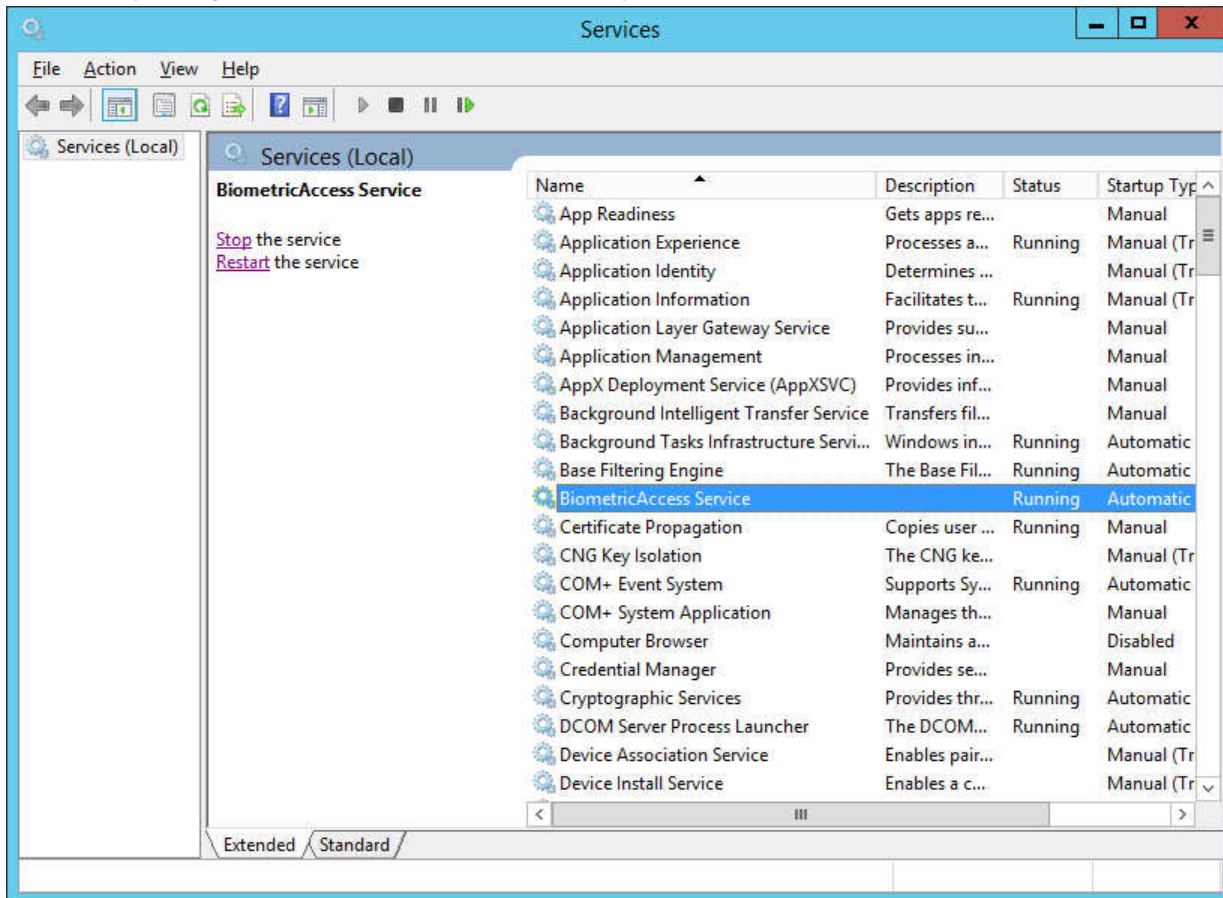 Services
File Action View Help
Services (Local)
Services (Local)
BiometricAccess Service
Stop the service
Restart the service
Name Description Status Startup Typ
App Readiness Gets apps re... Manual
Application Experience Processes a... Running Manual (Tr
Application Identity Determines ... Manual (Tr
Application Information Facilitates t... Running Manual (Tr
Application Layer Gateway Service Provides su... Manual
Application Management Processes in... Manual
AppX Deployment Service (AppXSVC) Provides inf... Manual
Background Intelligent Transfer Service Transfers fil... Manual
Background Tasks Infrastructure Servi... Windows in... Running Automatic
Base Filtering Engine The Base Fil... Running Automatic
BiometricAccess Service Running Automatic
Certificate Propagation Copies user ... Running Manual
CNG Key Isolation The CNG ke... Manual (Tr
COM+ Event System Supports Sy... Running Automatic
COM+ System Application Manages th... Manual
Computer Browser Maintains a... Disabled
Credential Manager Provides se... Manual
Cryptographic Services Provides thr... Running Automatic
DCOM Server Process Launcher The DCOM... Running Automatic
Device Association Service Enables pair... Manual (Tr
Device Install Service Enables a c... Manual (Tr
Extended Standard